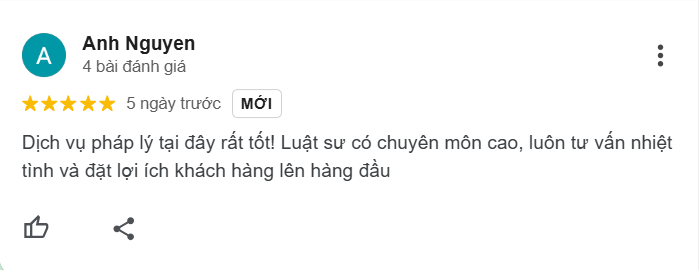 A
Anh Nguyen
4 bài đánh giá
5 ngày trước MỚI
Dịch vụ pháp lý tại đây rất tốt! Luật sư có chuyên môn cao, luôn tư vấn nhiệt
tình và đặt lợi ích khách hàng lên hàng đầu